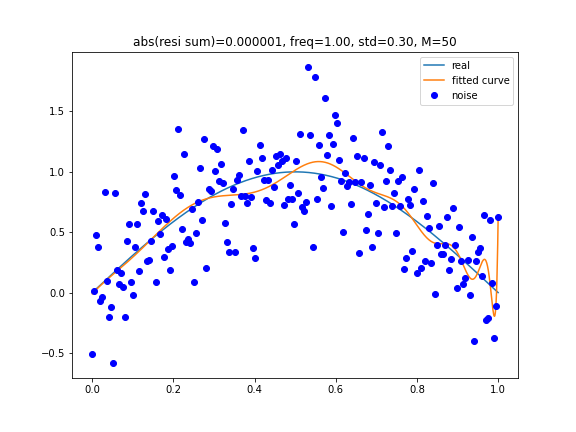 abs(resi sum)=0.000001, freq=1.00, std=0.30, M=50
real
fitted curve
noise
1.5
1.0
0.5
0.0
−0.5
0.0 0.2 0.4 0.6 0.8 1.0